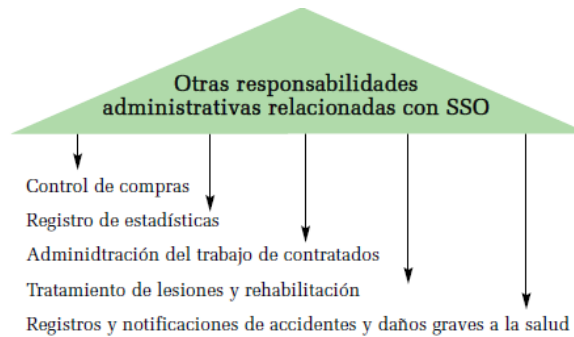 Otras responsabilidades
administrativas relacionadas con SSO
Control de compras
Registro de estadísticas
Adminidtración del trabajo de contratados
Tratamiento de lesiones y rehabilitación
Registros y notificaciones de accidentes y daños graves a la salud